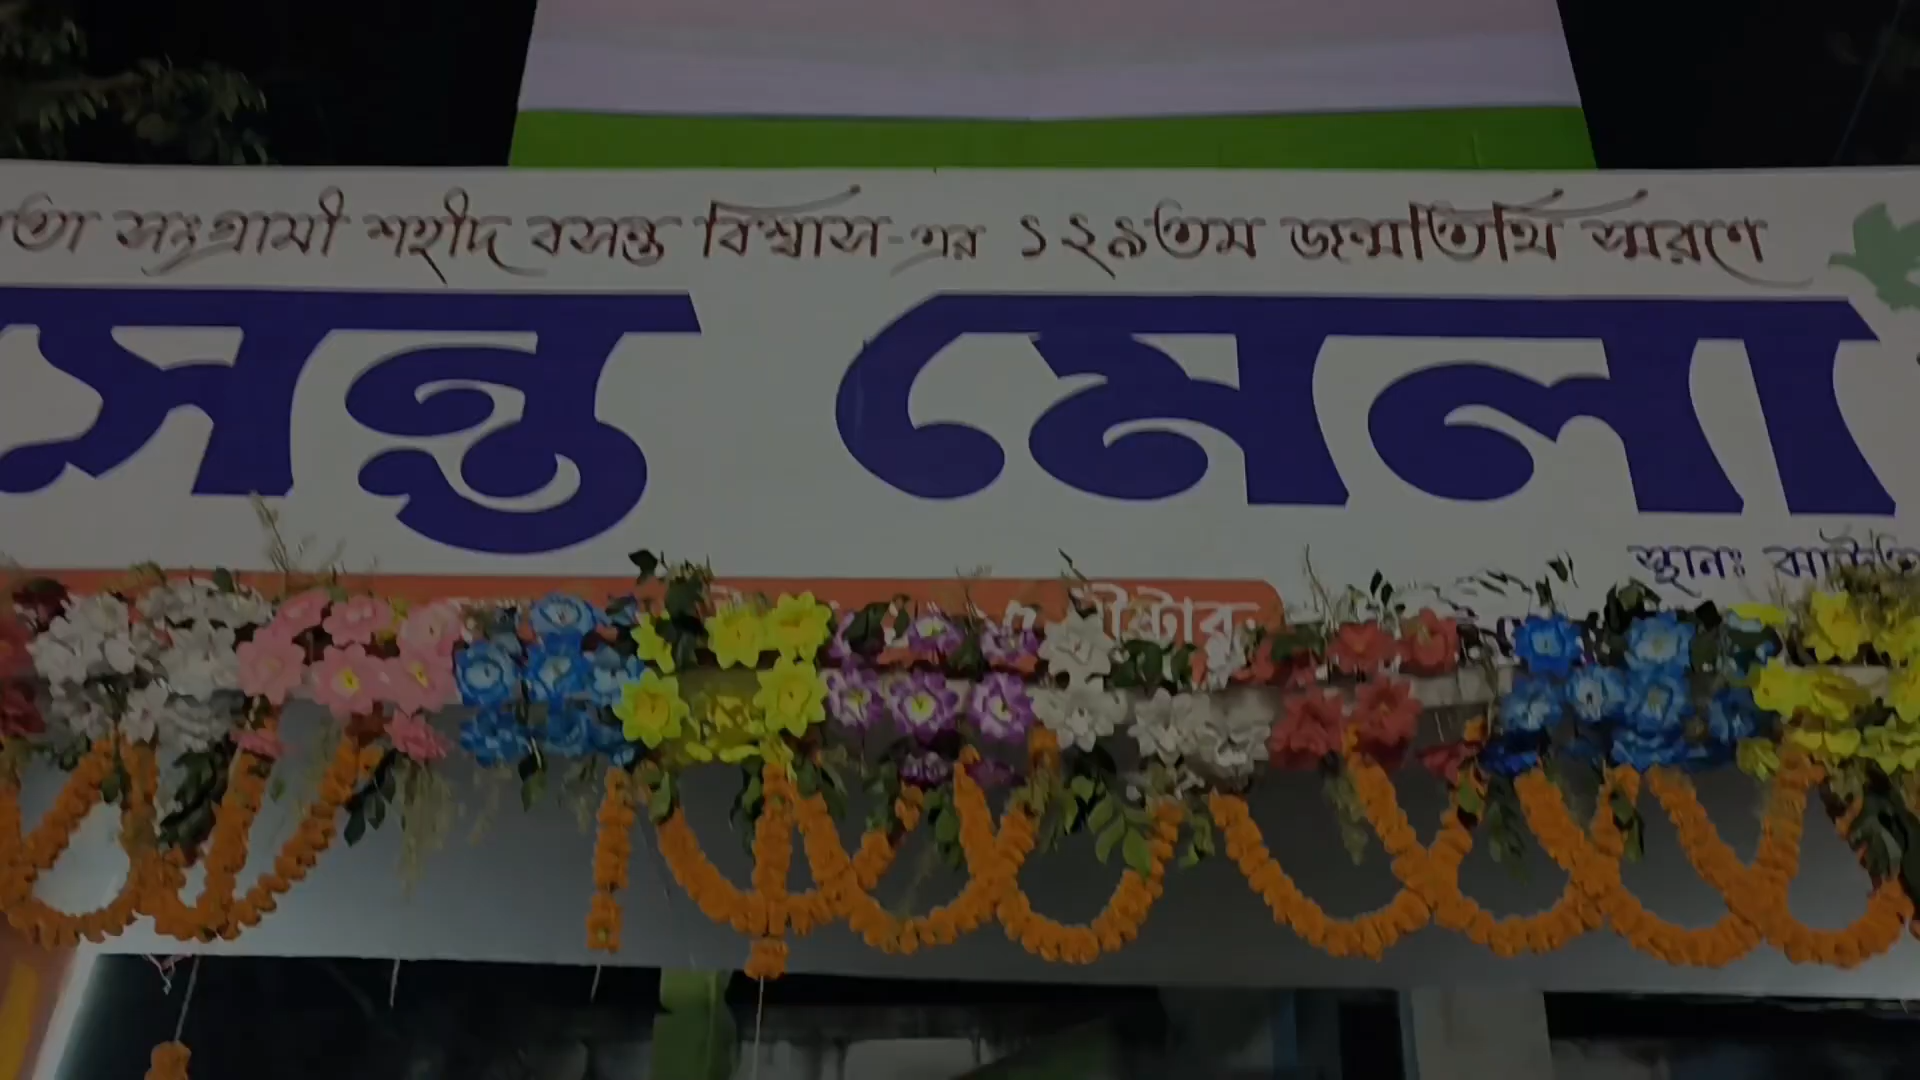 সংগ্রামী শহীদ বসন্ত বিশ্বাস-এর ১২৯তম জন্মতিথি স্মরণে
সন্ত মেলা
স্থানঃ